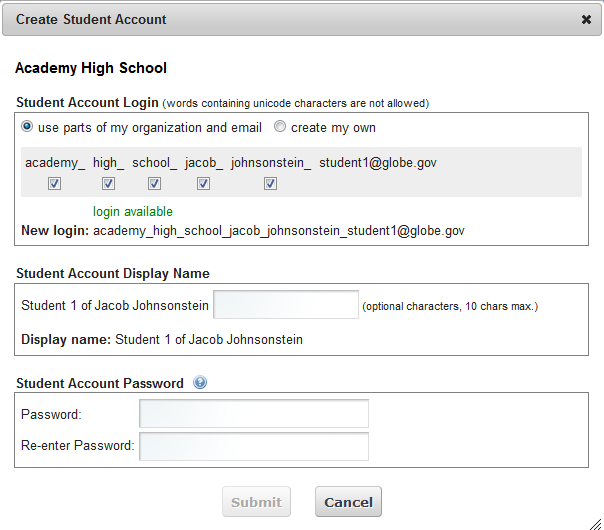 Create Student Account
Academy High School
Student Account Login (words containing unicode characters are not allowed)
use parts of my organization and email create my own
academy_ high_ school_ jacob_ johnsonstein_ student1@globe.gov
login available
New login: academy_high_school_jacob_johnsonstein_student1@globe.gov
Student Account Display Name
Student 1 of Jacob Johnsonstein (optional characters, 10 chars max.)
Display name: Student 1 of Jacob Johnsonstein
Student Account Password ?
Password:
Re-enter Password:
Submit Cancel